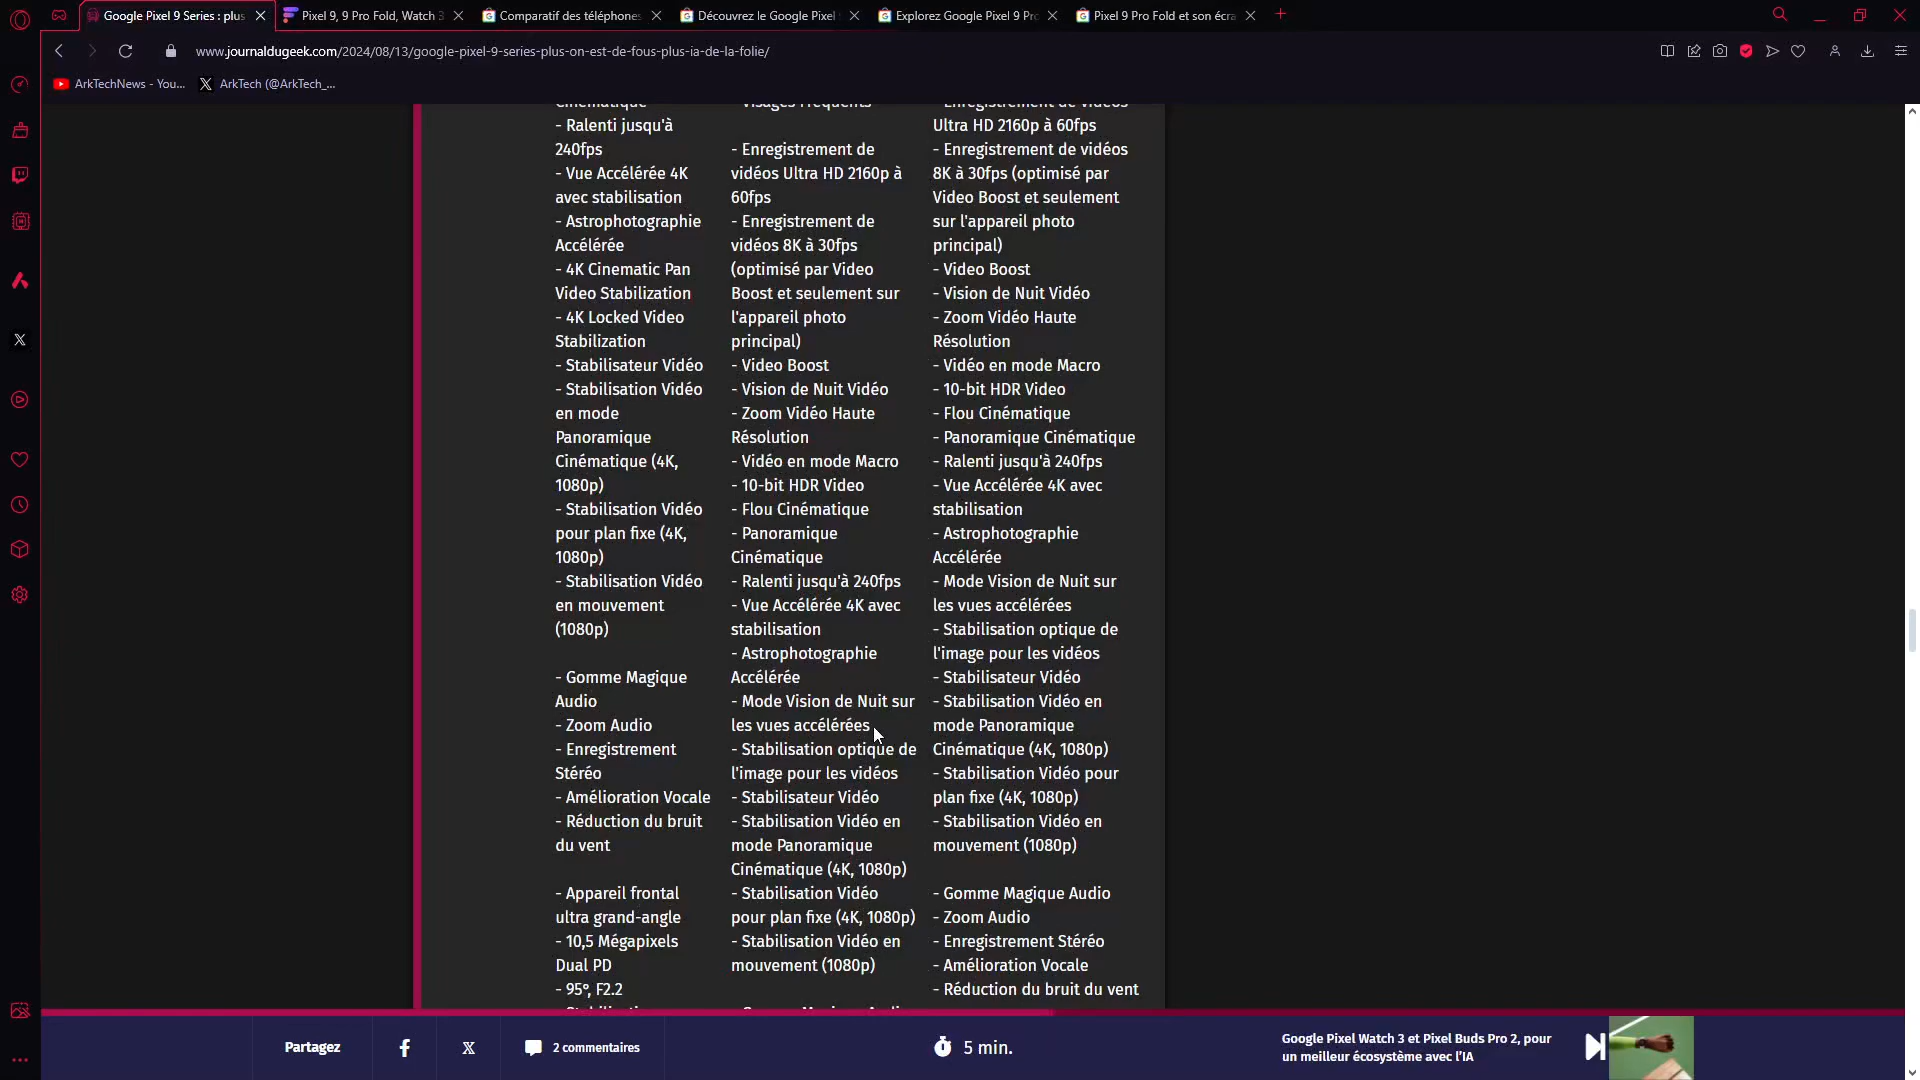 Google Pixel 9 Series : plus
Pixel 9, 9 Pro Fold, Watch 3
Comparatif des téléphones
Découvrez le Google Pixel
Explorez Google Pixel 9 Pro
Pixel 9 Pro Fold et son écra
www.journaldugeek.com/2024/08/13/google-pixel-9-series-plus-on-est-de-fous-plus-ia-de-la-folie/
ArkTechNews - You...
ArkTech (@ArkTech_...
Cinématique
- Ralenti jusqu'à
240fps
- Vue Accélérée 4K
avec stabilisation
- Astrophotographie
Accélérée
- 4K Cinematic Pan
Video Stabilization
- 4K Locked Video
Stabilization
- Stabilisateur Vidéo
- Stabilisation Vidéo
en mode
Panoramique
Cinématique (4K,
1080p)
- Stabilisation Vidéo
pour plan fixe (4K,
1080p)
- Stabilisation Vidéo
en mouvement
(1080p)
- Gomme Magique
Audio
- Zoom Audio
- Enregistrement
Stéréo
- Amélioration Vocale
- Réduction du bruit
du vent
- Appareil frontal
ultra grand-angle
- 10,5 Mégapixels
Dual PD
- 95°, F2.2
- Visages Fréquents
- Enregistrement de
vidéos Ultra HD 2160p à
60fps
- Enregistrement de
vidéos 8K à 30fps
(optimisé par Video
Boost et seulement sur
l'appareil photo
principal)
- Video Boost
- Vision de Nuit Vidéo
- Zoom Vidéo Haute
Résolution
- Vidéo en mode Macro
- 10-bit HDR Video
- Flou Cinématique
- Panoramique
Cinématique
- Ralenti jusqu'à 240fps
- Vue Accélérée 4K avec
stabilisation
- Astrophotographie
Accélérée
- Mode Vision de Nuit sur
les vues accélérées
- Stabilisation optique de
l'image pour les vidéos
- Stabilisateur Vidéo
- Stabilisation Vidéo en
mode Panoramique
Cinématique (4K, 1080p)
- Stabilisation Vidéo
pour plan fixe (4K, 1080p)
- Stabilisation Vidéo en
mouvement (1080p)
- Enregistrement de vidéos
Ultra HD 2160p à 60fps
- Enregistrement de vidéos
8K à 30fps (optimisé par
Video Boost et seulement
sur l'appareil photo
principal)
- Video Boost
- Vision de Nuit Vidéo
- Zoom Vidéo Haute
Résolution
- Vidéo en mode Macro
- 10-bit HDR Video
- Flou Cinématique
- Panoramique Cinématique
- Ralenti jusqu'à 240fps
- Vue Accélérée 4K avec
stabilisation
- Astrophotographie
Accélérée
- Mode Vision de Nuit sur
les vues accélérées
- Stabilisation optique de
l'image pour les vidéos
- Stabilisateur Vidéo
- Stabilisation Vidéo en
mode Panoramique
Cinématique (4K, 1080p)
- Stabilisation Vidéo pour
plan fixe (4K, 1080p)
- Stabilisation Vidéo en
mouvement (1080p)
- Gomme Magique Audio
- Zoom Audio
- Enregistrement Stéréo
- Amélioration Vocale
- Réduction du bruit du vent
Partagez
2 commentaires
5 min.
Google Pixel Watch 3 et Pixel Buds Pro 2, pour
un meilleur écosystème avec l'IA